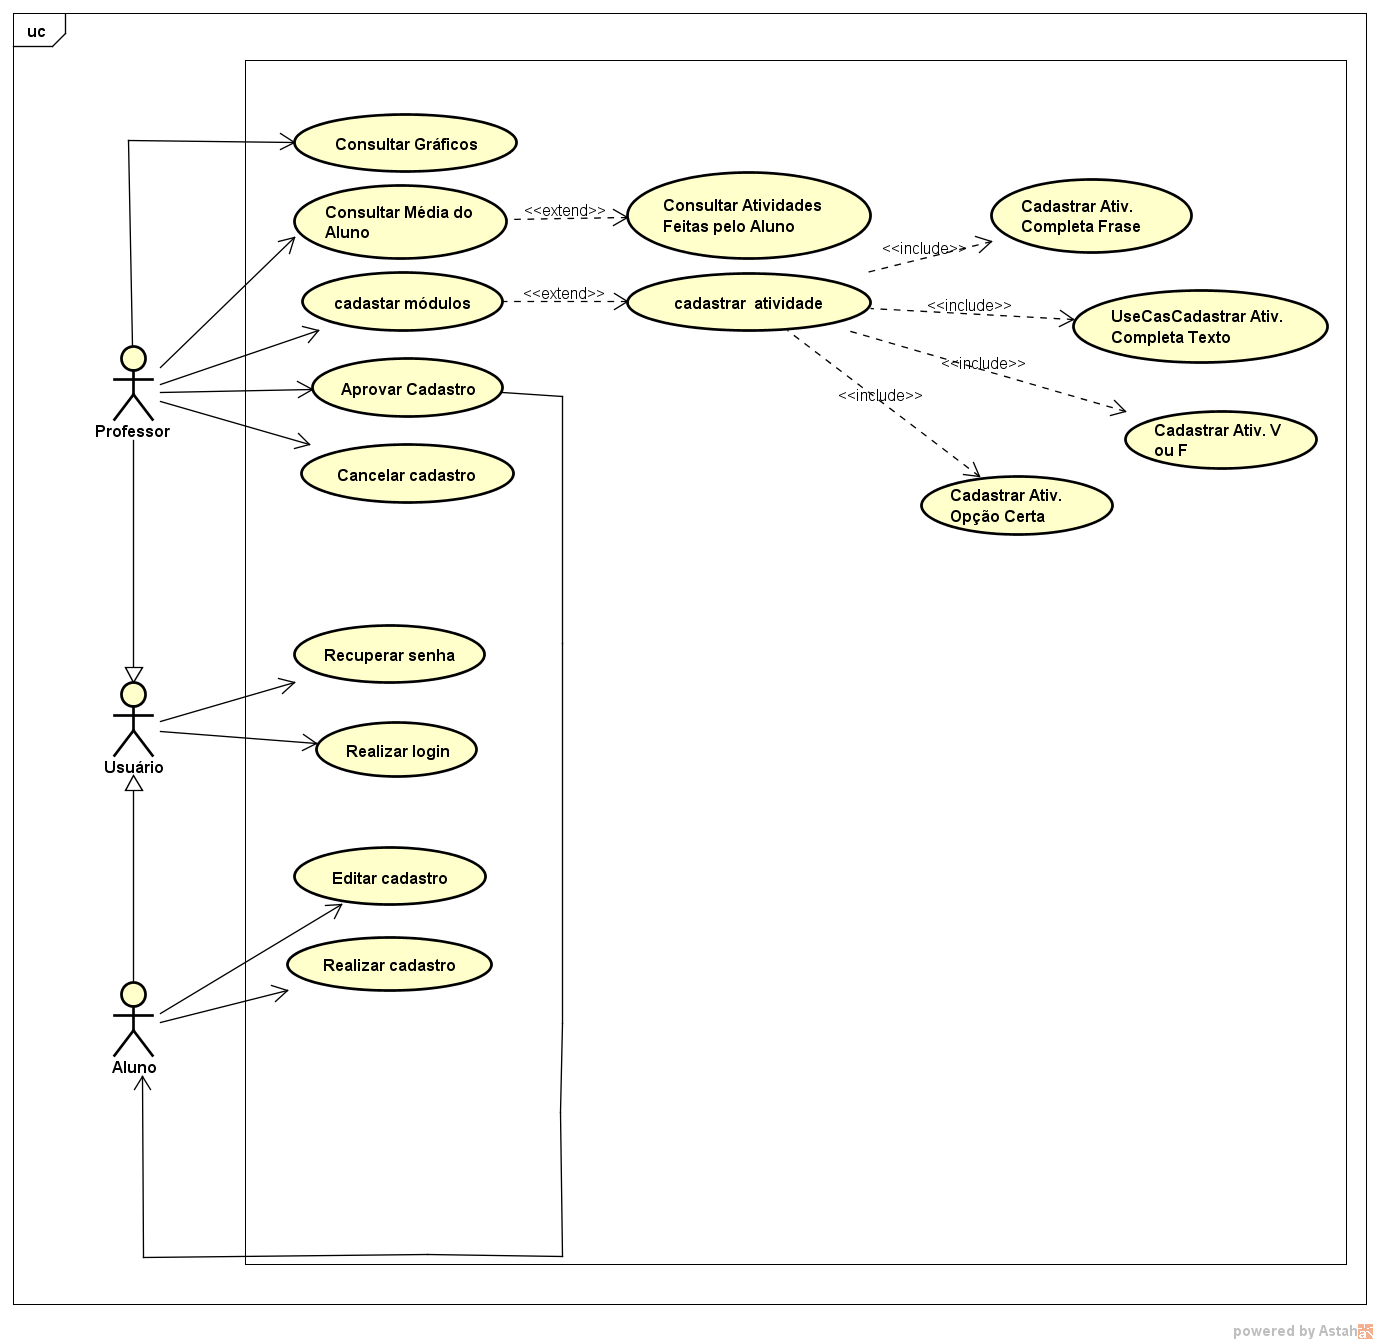 uc
Consultar Gráficos
Consultar Média do
Aluno
<<extend>>
Consultar Atividades
Feitas pelo Aluno
Cadastrar Ativ.
Completa Frase
<<include>>
cadastar módulos
<<extend>>
cadastrar  atividade
<<include>>
UseCasCadastrar Ativ.
Completa Texto
<<include>>
Aprovar Cadastro
<<include>>
Cadastrar Ativ. V
ou F
Professor
Cancelar cadastro
Cadastrar Ativ.
Opção Certa
Recuperar senha
Realizar login
Usuário
Editar cadastro
Realizar cadastro
Aluno
powered by Astah